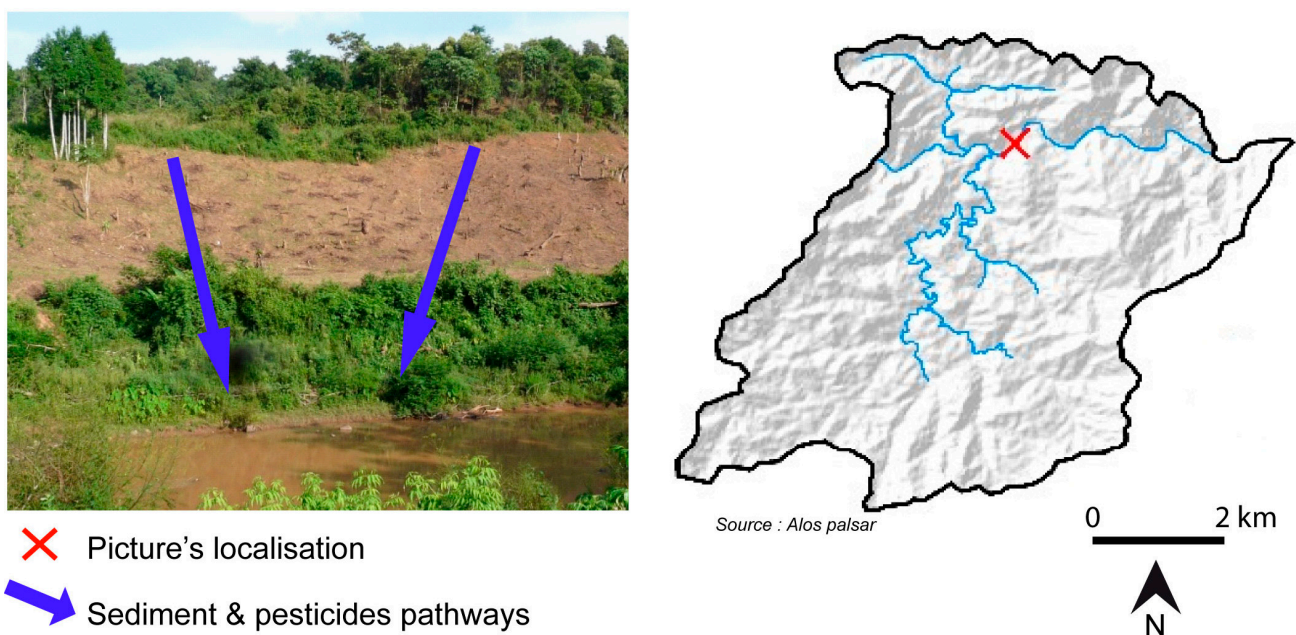 Source : Alos palsar
0 2 km
N
Picture's localisation
Sediment & pesticides pathways